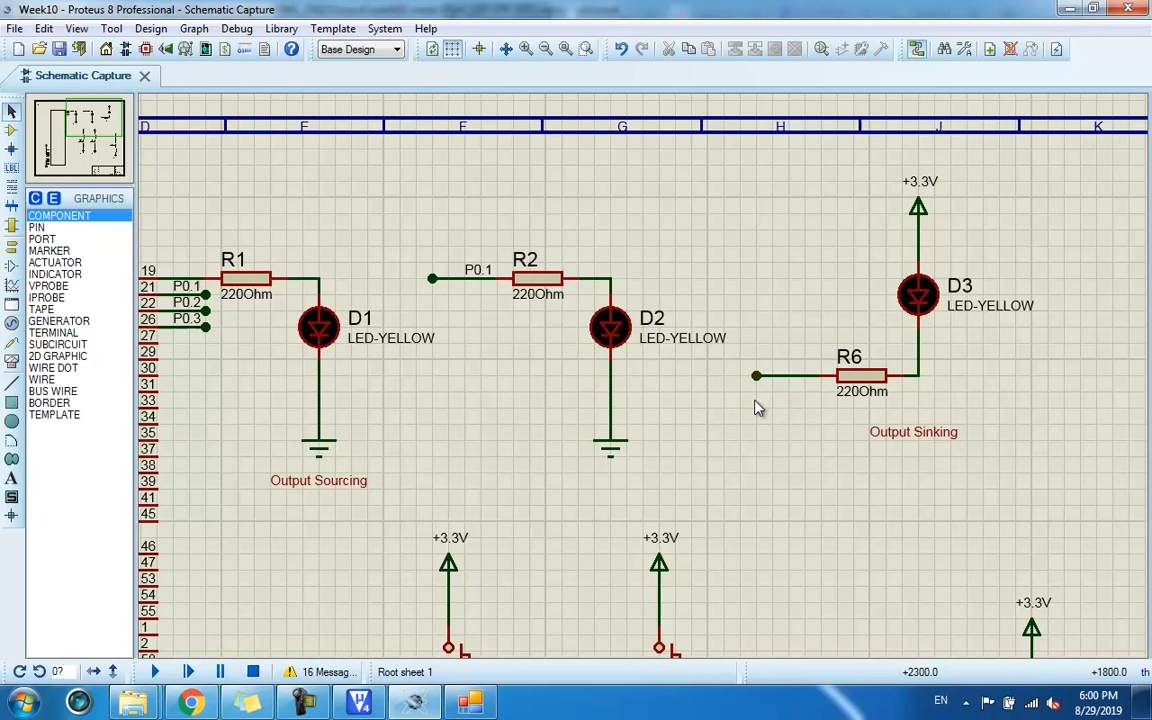 Week10 - Proteus 8 Professional - Schematic Capture
File Edit View Tool Design Graph Debug Library Template System Help
Base Design
Schematic Capture
D E F G H J K
C E GRAPHICS
COMPONENT
PIN
PORT
MARKER
ACTUATOR
INDICATOR
VPROBE
IPROBE
TAPE
GENERATOR
TERMINAL
SUBCIRCUIT
2D GRAPHIC
WIRE DOT
WIRE
BUS WIRE
BORDER
TEMPLATE
LBL
A
S
19
21 P0.1
22 P0.2
26 P0.3
27
29
30
31
33
34
35
37
38
39
41
45
46
47
53
54
55
1
2
R1
220Ohm
D1
LED-YELLOW
Output Sourcing
P0.1
R2
220Ohm
D2
LED-YELLOW
+3.3V
D3
LED-YELLOW
R6
220Ohm
Output Sinking
+3.3V
+3.3V
+3.3V
0?
16 Messag...
Root sheet 1
+2300.0
+1800.0
th
EN
6:00 PM
8/29/2019